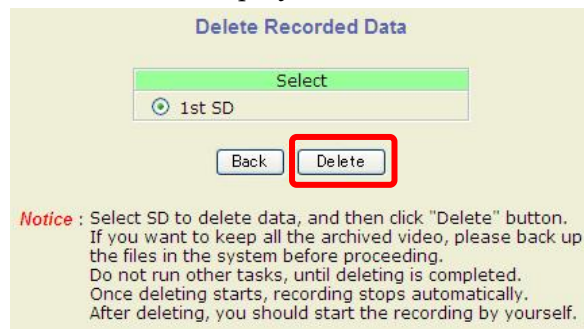 Delete Recorded Data
Select
1st SD
Back Delete
Notice : Select SD to delete data, and then click "Delete" button.
If you want to keep all the archived video, please back up
the files in the system before proceeding.
Do not run other tasks, until deleting is completed.
Once deleting starts, recording stops automatically.
After deleting, you should start the recording by yourself.